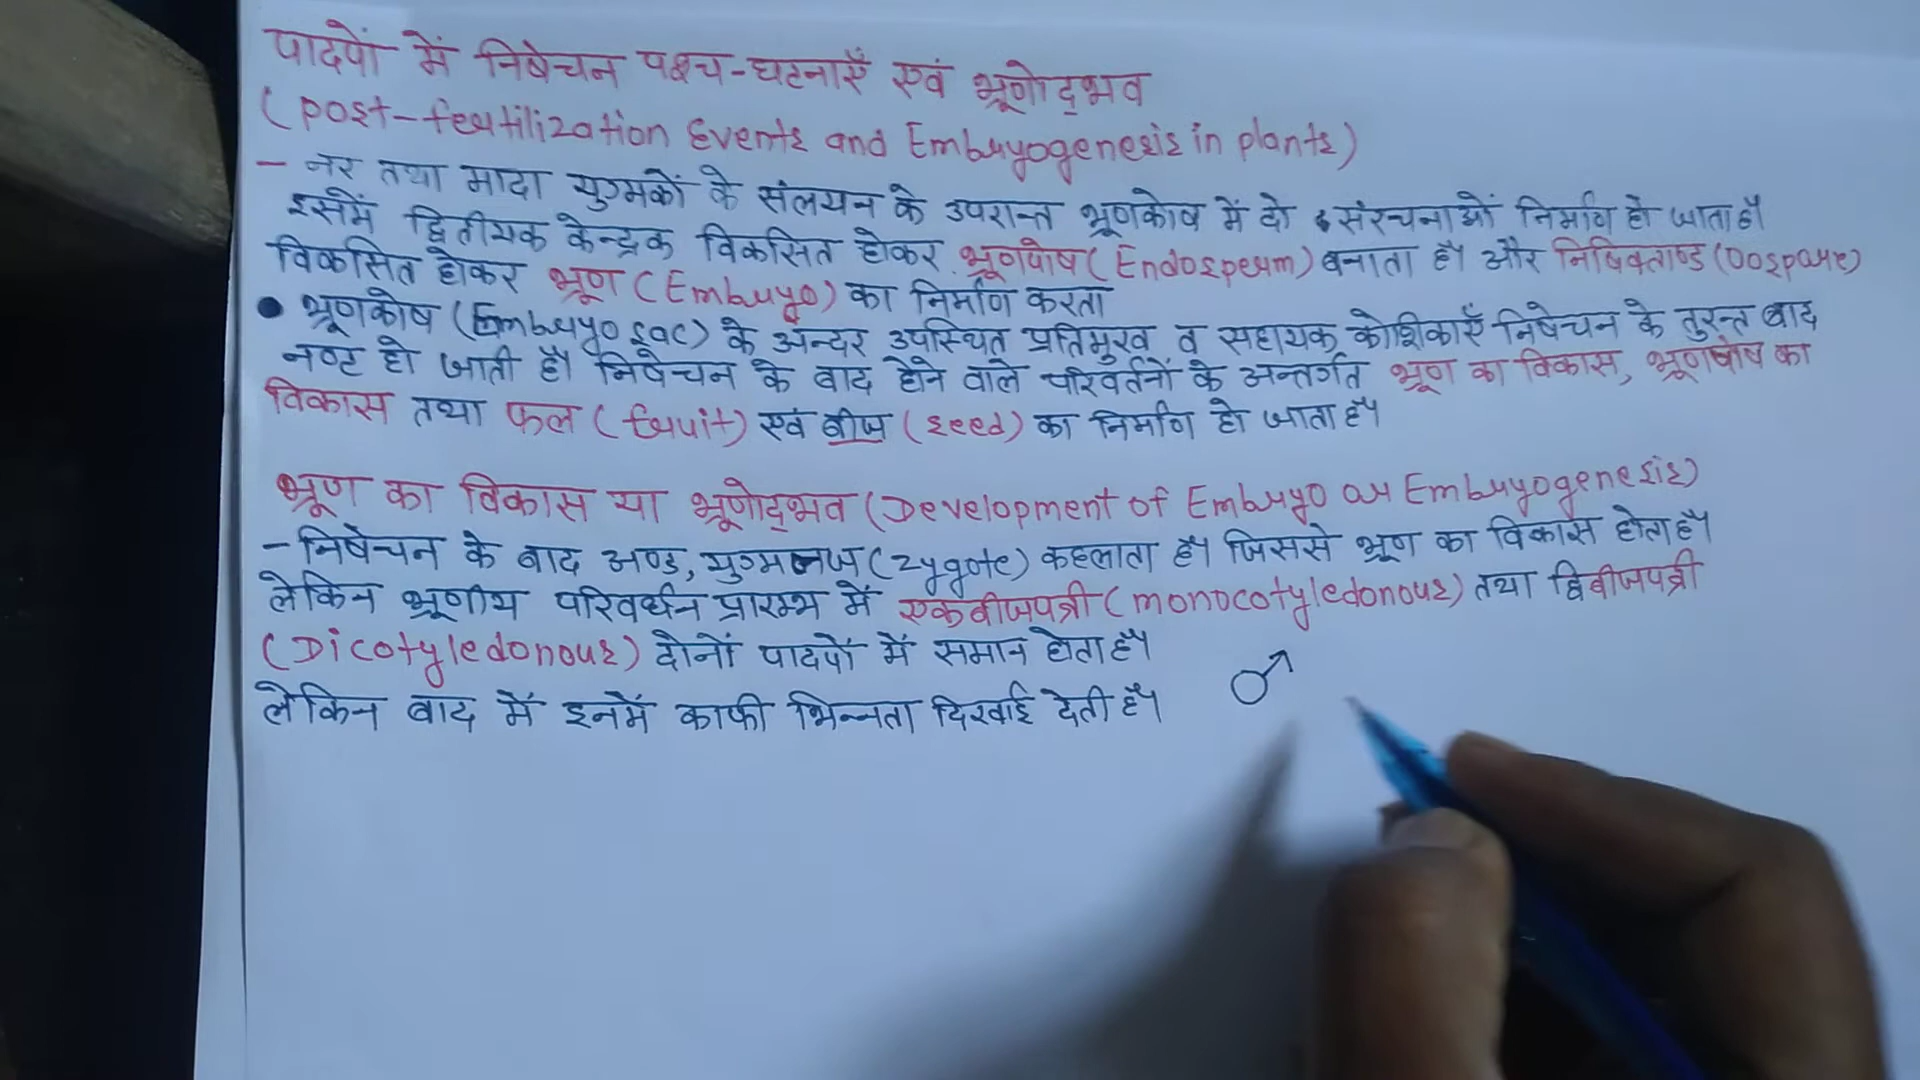 पादपों में निषेचन पश्च-घटनाएँ एवं भ्रूणोद्‌भव
(post-fertilization Events and Embryogenesis in plants)
- नर तथा मादा युग्मकों के संलयन के उपरान्त भ्रूणकोष में दो संरचनाओं निर्माण हो जाता है।
इसमें द्वितीयक केन्द्रक विकसित होकर भ्रूणपोष (Endosperm) बनाता है। और निषिक्ताण्ड (Oospore)
विकसित होकर भ्रूण (Embryo) का निर्माण करता
• भ्रूणकोष (Embryo sac) के अन्दर उपस्थित प्रतिमुख व सहायक कोशिकाएँ निषेचन के तुरन्त बाद
नष्ट हो जाती है। निषेचन के बाद होने वाले परिवर्तनों के अन्तर्गत भ्रूण का विकास, भ्रूणपोष का
विकास तथा फल (fruit) एवं बीज (seed) का निर्माण हो जाता है।
भ्रूण का विकास या भ्रूणोद्‌भव (Development of Embryo or Embryogenesis)
- निषेचन के बाद अण्ड, युग्मनज (Zygote) कहलाता है। जिससे भ्रूण का विकास होता है।
लेकिन भ्रूणीय परिवर्धन प्रारम्भ में एकबीजपत्री (monocotyledonous) तथा द्विबीजपत्री
(Dicotyledonous) दोनों पादपों में समान होता है।
लेकिन बाद में इनमें काफी भिन्नता दिखाई देती है।
♂